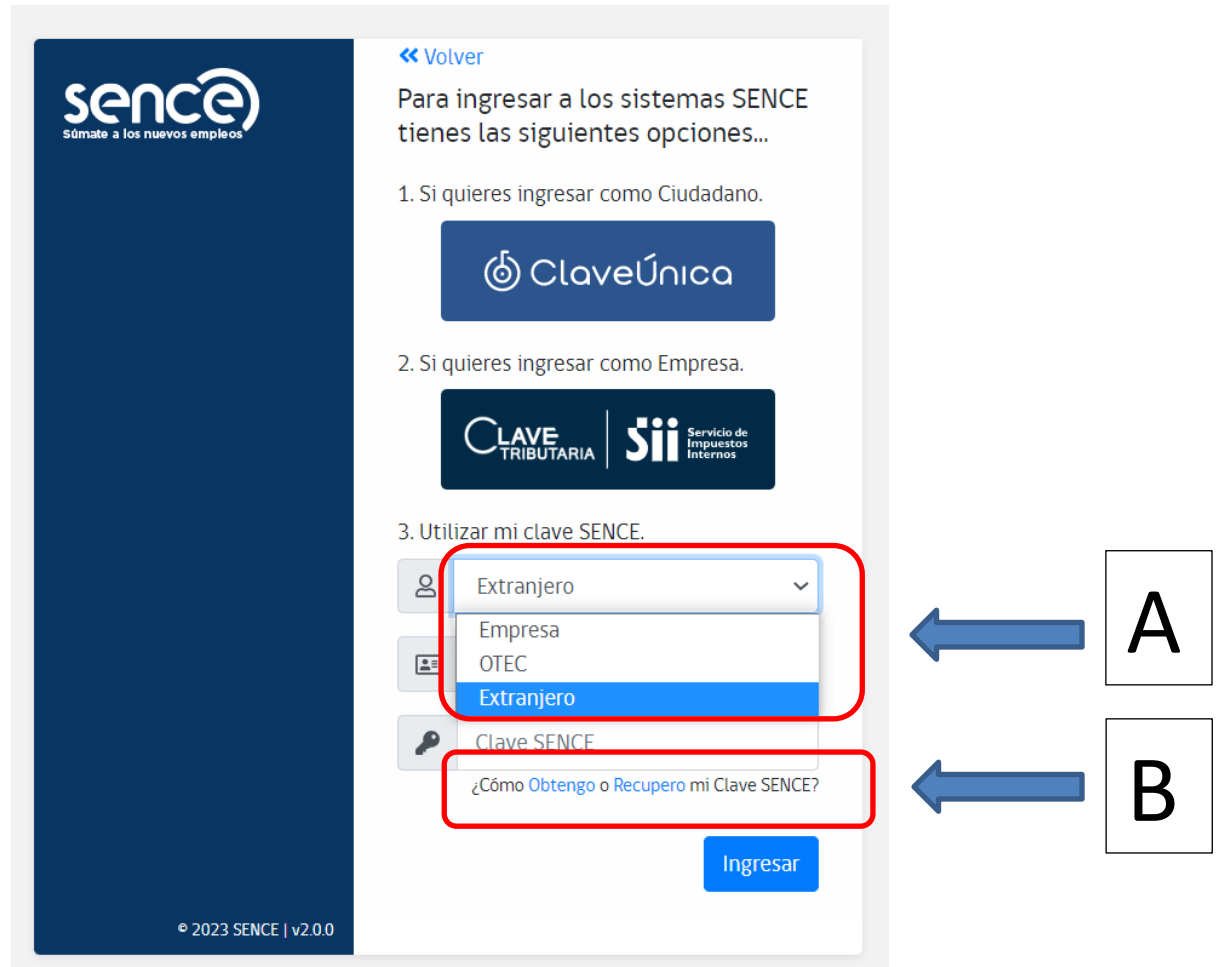 sence
Súmate a los nuevos empleos
Volver
Para ingresar a los sistemas SENCE
tienes las siguientes opciones...
1. Si quieres ingresar como Ciudadano.
ClaveÚnica
2. Si quieres ingresar como Empresa.
CLAVE
TRIBUTARIA
Sii
Servicio de
Impuestos
Internos
3. Utilizar mi clave SENCE.
Extranjero
Empresa
OTEC
Extranjero
Clave SENCE
¿Cómo Obtengo o Recupero mi Clave SENCE?
Ingresar
© 2023 SENCE | v2.0.0
A
B